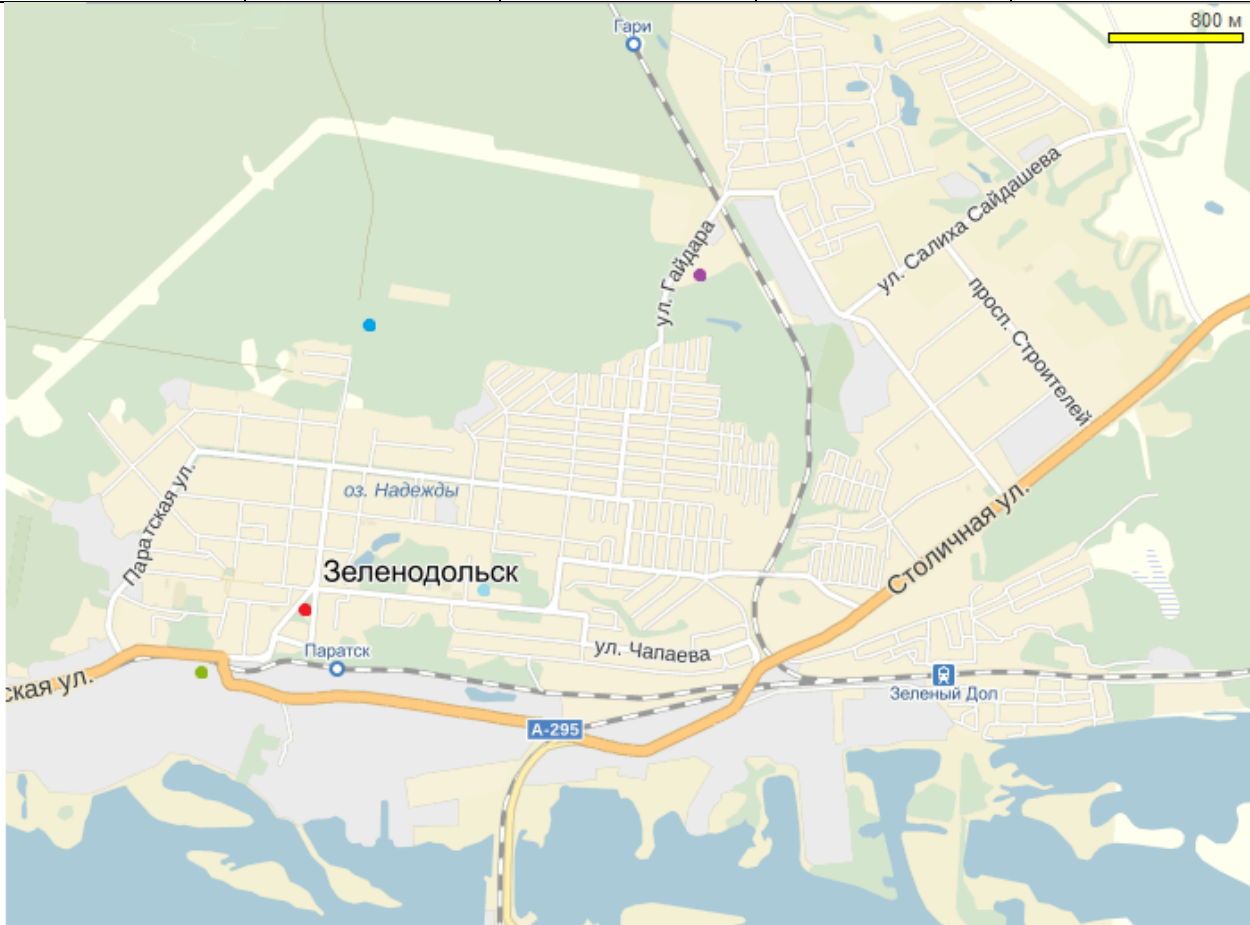 800 м
Гари
ул. Салиха Сайдашева
ул. Гайдара
просп. Строителей
Паратская ул.
оз. Надежды
Столичная ул.
Зеленодольск
ул. Чапаева
Паратск
ская ул.
Зеленый Дол
А-295